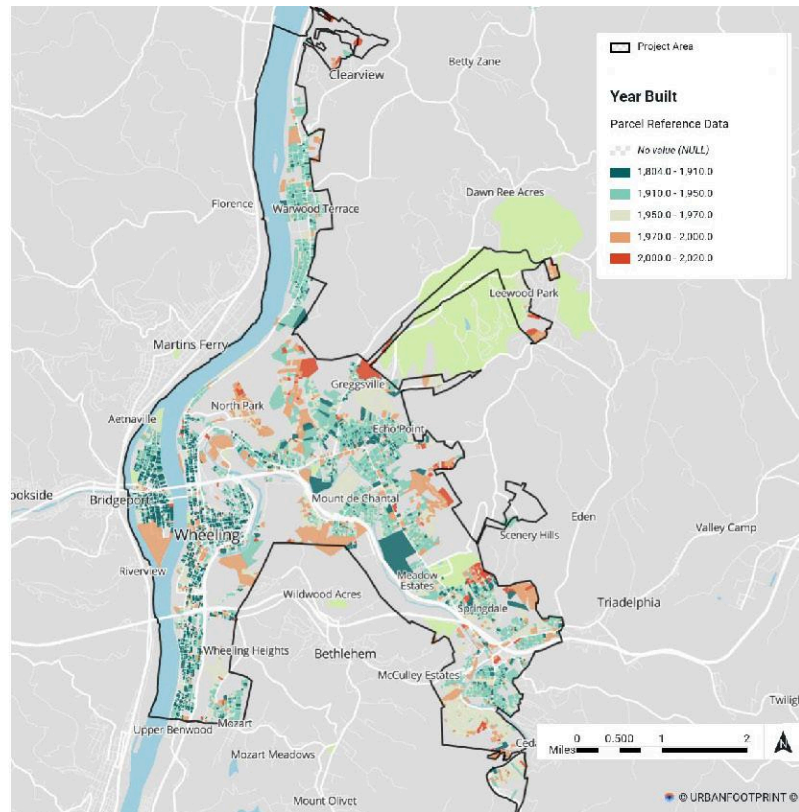 Project Area
Year Built
Parcel Reference Data
No value (NULL)
1,804.0 - 1,910.0
1,910.0 - 1,950.0
1,950.0 - 1,970.0
1,970.0 - 2,000.0
2,000.0 - 2,020.0
Clearview
Betty Zane
Dawn Ree Acres
Florence
Warwood Terrace
Leewood Park
Martins Ferry
Greggsville
North Park
Aetnaville
Echo Point
ookside
Bridgeport
Mount de Chantal
Wheeling
Scenery Hills
Eden
Valley Camp
Riverview
Meadow
Estates
Wildwood Acres
Springdale
Triadelphia
Wheeling Heights
Bethlehem
McCulley Estates
Twiligh
Mozart
Upper Benwood
Ceda
Mozart Meadows
Mount Olivet
0 0.500 1 2
Miles
N
© URBANFOOTPRINT ©